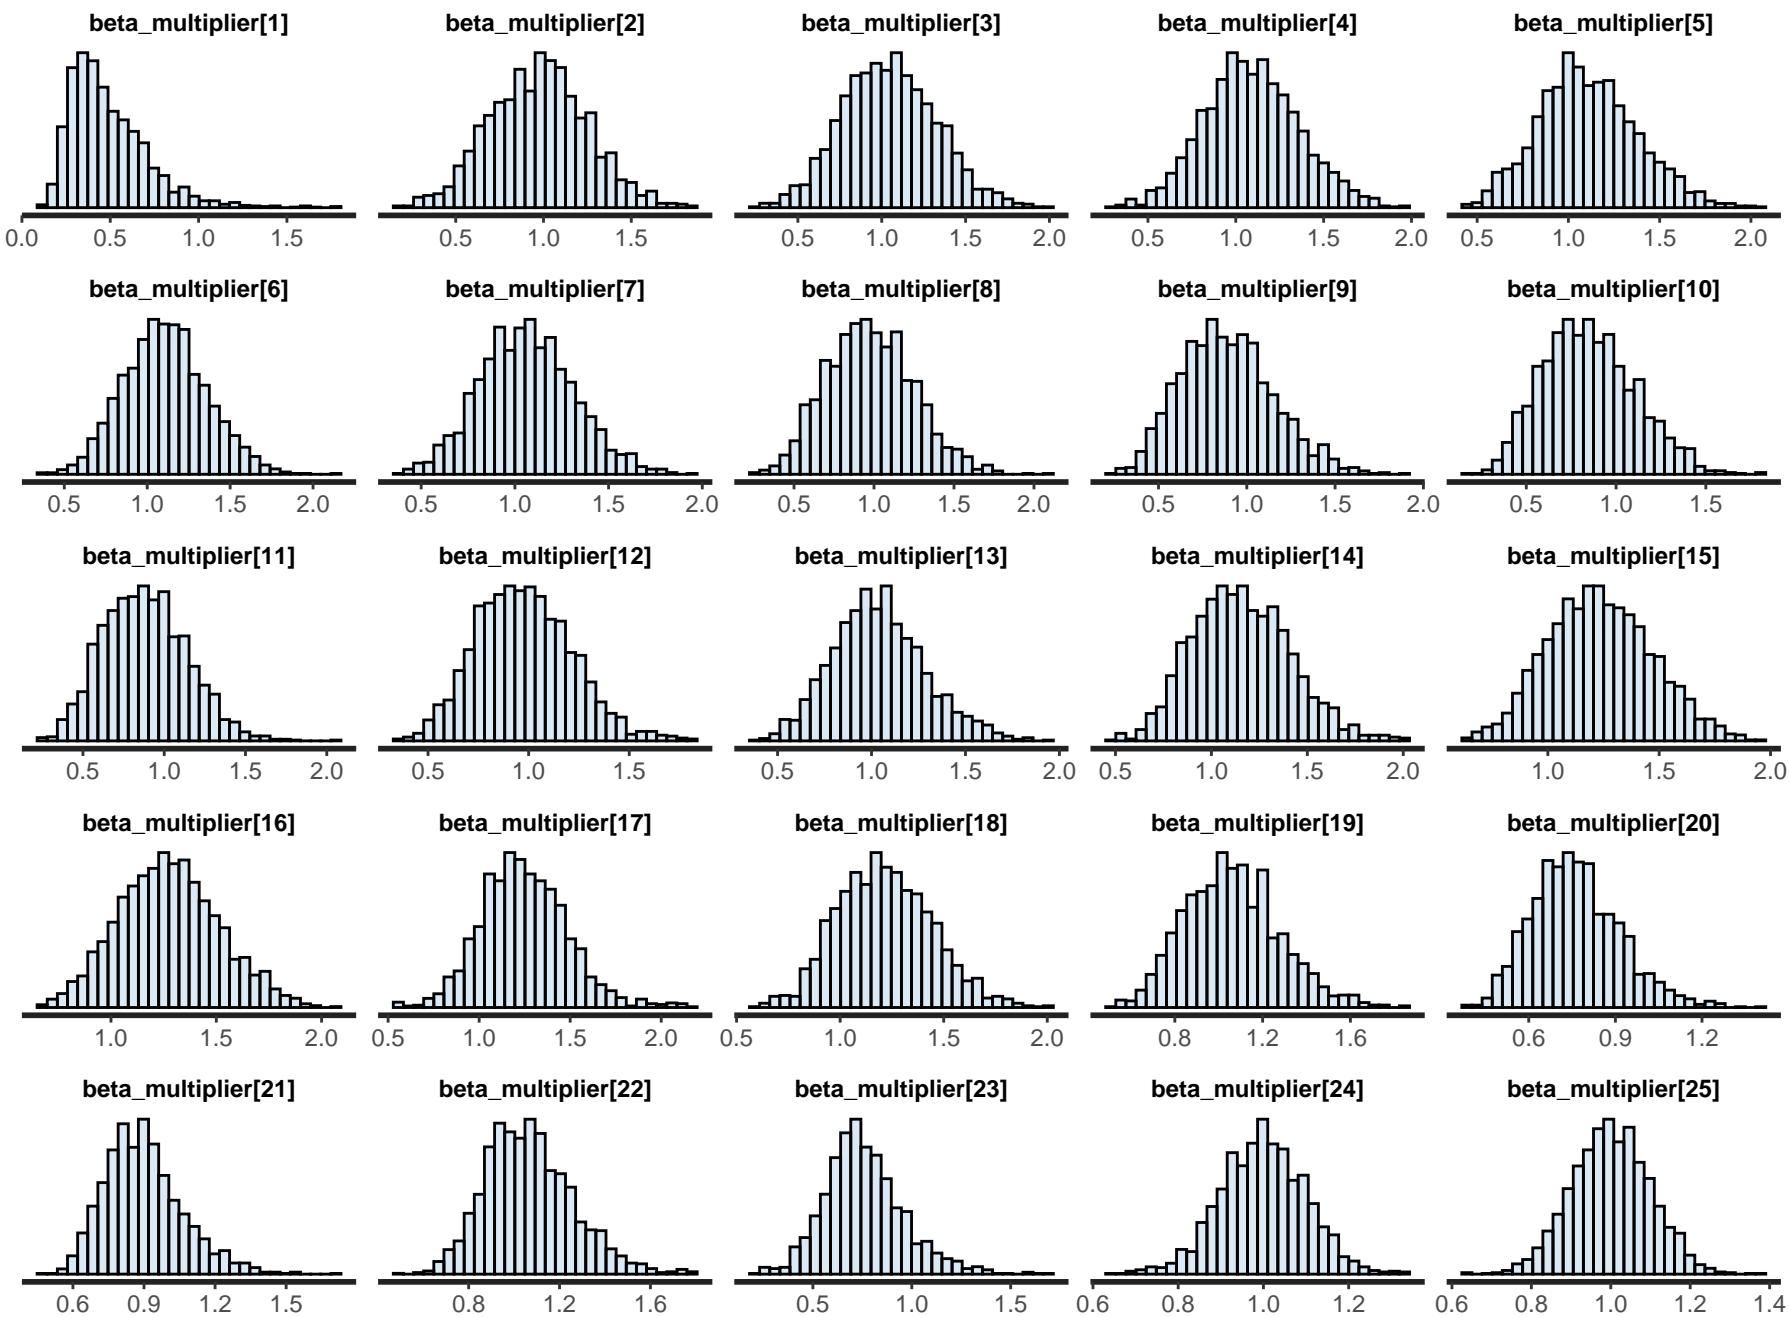 beta_multiplier[1] beta_multiplier[2] beta_multiplier[3] beta_multiplier[4] beta_multiplier[5]
0.0 0.5 1.0 1.5 0.5 1.0 1.5 0.5 1.0 1.5 2.0 0.5 1.0 1.5 2.0 0.5 1.0 1.5 2.0
beta_multiplier[6] beta_multiplier[7] beta_multiplier[8] beta_multiplier[9] beta_multiplier[10]
0.5 1.0 1.5 2.0 0.5 1.0 1.5 2.0 0.5 1.0 1.5 2.0 0.5 1.0 1.5 2.0 0.5 1.0 1.5
beta_multiplier[11] beta_multiplier[12] beta_multiplier[13] beta_multiplier[14] beta_multiplier[15]
0.5 1.0 1.5 2.0 0.5 1.0 1.5 0.5 1.0 1.5 2.0 0.5 1.0 1.5 2.0 1.0 1.5 2.0
beta_multiplier[16] beta_multiplier[17] beta_multiplier[18] beta_multiplier[19] beta_multiplier[20]
1.0 1.5 2.0 0.5 1.0 1.5 2.0 0.5 1.0 1.5 2.0 0.8 1.2 1.6 0.6 0.9 1.2
beta_multiplier[21] beta_multiplier[22] beta_multiplier[23] beta_multiplier[24] beta_multiplier[25]
0.6 0.9 1.2 1.5 0.8 1.2 1.6 0.5 1.0 1.5 0.6 0.8 1.0 1.2 0.6 0.8 1.0 1.2 1.4